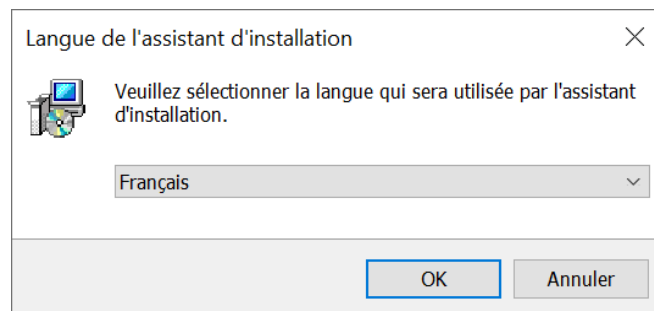 Langue de l'assistant d'installation
Veuillez sélectionner la langue qui sera utilisée par l'assistant
d'installation.
Français
OK
Annuler